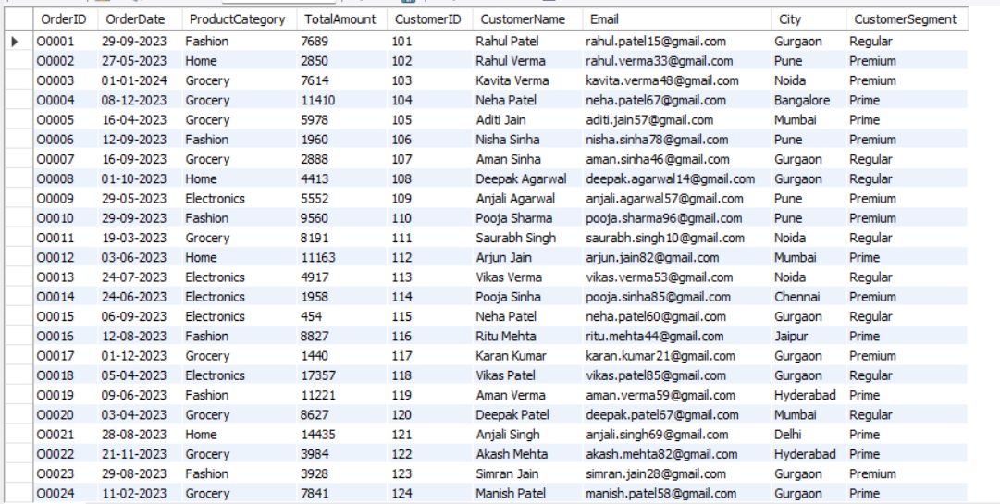 OrderID OrderDate ProductCategory TotalAmount CustomerID CustomerName Email City CustomerSegment
O0001 29-09-2023 Fashion 7689 101 Rahul Patel rahul.patel15@gmail.com Gurgaon Regular
O0002 27-05-2023 Home 2850 102 Rahul Verma rahul.verma33@gmail.com Pune Premium
O0003 01-01-2024 Grocery 7614 103 Kavita Verma kavita.verma48@gmail.com Noida Premium
O0004 08-12-2023 Grocery 11410 104 Neha Patel neha.patel67@gmail.com Bangalore Prime
O0005 16-04-2023 Grocery 5978 105 Aditi Jain aditi.jain57@gmail.com Mumbai Prime
O0006 12-09-2023 Fashion 1960 106 Nisha Sinha nisha.sinha78@gmail.com Pune Premium
O0007 16-09-2023 Grocery 2888 107 Aman Sinha aman.sinha46@gmail.com Gurgaon Regular
O0008 01-10-2023 Home 4413 108 Deepak Agarwal deepak.agarwal14@gmail.com Gurgaon Regular
O0009 29-05-2023 Electronics 5552 109 Anjali Agarwal anjali.agarwal57@gmail.com Pune Premium
O0010 29-09-2023 Fashion 9560 110 Pooja Sharma pooja.sharma96@gmail.com Pune Premium
O0011 19-03-2023 Grocery 8191 111 Saurabh Singh saurabh.singh10@gmail.com Noida Regular
O0012 03-06-2023 Home 11163 112 Arjun Jain arjun.jain82@gmail.com Mumbai Prime
O0013 24-07-2023 Electronics 4917 113 Vikas Verma vikas.verma53@gmail.com Noida Regular
O0014 24-06-2023 Electronics 1958 114 Pooja Sinha pooja.sinha85@gmail.com Chennai Premium
O0015 06-09-2023 Electronics 454 115 Neha Patel neha.patel60@gmail.com Gurgaon Regular
O0016 12-08-2023 Fashion 8827 116 Ritu Mehta ritu.mehta44@gmail.com Jaipur Prime
O0017 01-12-2023 Grocery 1440 117 Karan Kumar karan.kumar21@gmail.com Gurgaon Premium
O0018 05-04-2023 Electronics 17357 118 Vikas Patel vikas.patel85@gmail.com Gurgaon Regular
O0019 09-06-2023 Fashion 11221 119 Aman Verma aman.verma59@gmail.com Hyderabad Prime
O0020 03-04-2023 Grocery 8627 120 Deepak Patel deepak.patel67@gmail.com Mumbai Regular
O0021 28-08-2023 Home 14435 121 Anjali Singh anjali.singh69@gmail.com Delhi Prime
O0022 21-11-2023 Grocery 3984 122 Akash Mehta akash.mehta82@gmail.com Hyderabad Prime
O0023 29-08-2023 Fashion 3928 123 Simran Jain simran.jain28@gmail.com Gurgaon Premium
O0024 11-02-2023 Grocery 7841 124 Manish Patel manish.patel58@gmail.com Gurgaon Prime